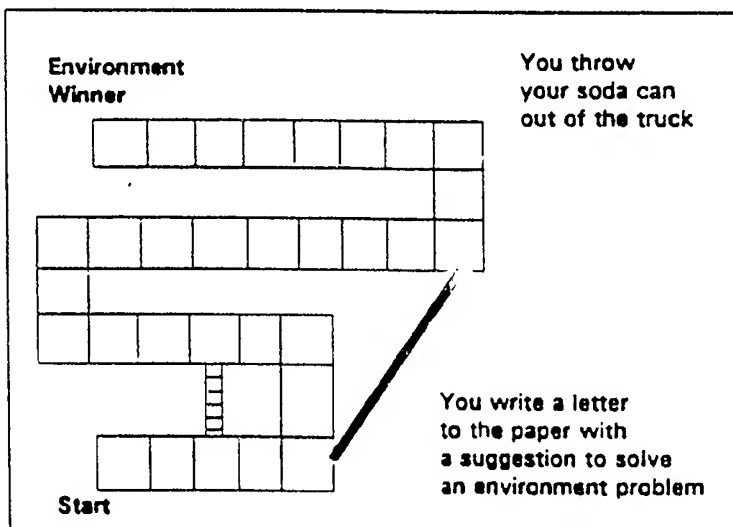 Environment
Winner
You throw
your soda can
out of the truck
You write a letter
to the paper with
a suggestion to solve
an environment problem
Start